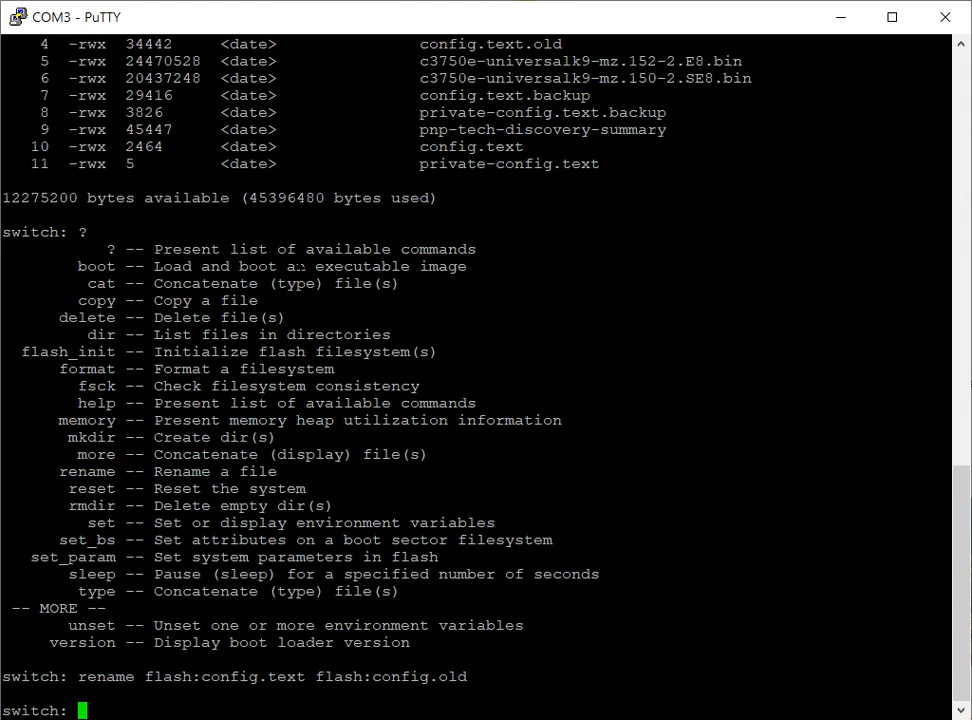 COM3 - PuTTY
4 -rwx 34442 <date> config.text.old
5 -rwx 24470528 <date> c3750e-universalk9-mz.152-2.E8.bin
6 -rwx 20437248 <date> c3750e-universalk9-mz.150-2.SE8.bin
7 -rwx 29416 <date> config.text.backup
8 -rwx 3826 <date> private-config.text.backup
9 -rwx 45447 <date> pnp-tech-discovery-summary
10 -rwx 2464 <date> config.text
11 -rwx 5 <date> private-config.text
12275200 bytes available (45396480 bytes used)
switch: ?
? -- Present list of available commands
boot -- Load and boot an executable image
cat -- Concatenate (type) file(s)
copy -- Copy a file
delete -- Delete file(s)
dir -- List files in directories
flash_init -- Initialize flash filesystem(s)
format -- Format a filesystem
fsck -- Check filesystem consistency
help -- Present list of available commands
memory -- Present memory heap utilization information
mkdir -- Create dir(s)
more -- Concatenate (display) file(s)
rename -- Rename a file
reset -- Reset the system
rmdir -- Delete empty dir(s)
set -- Set or display environment variables
set_bs -- Set attributes on a boot sector filesystem
set_param -- Set system parameters in flash
sleep -- Pause (sleep) for a specified number of seconds
type -- Concatenate (type) file(s)
-- MORE --
unset -- Unset one or more environment variables
version -- Display boot loader version
switch: rename flash:config.text flash:config.old
switch: